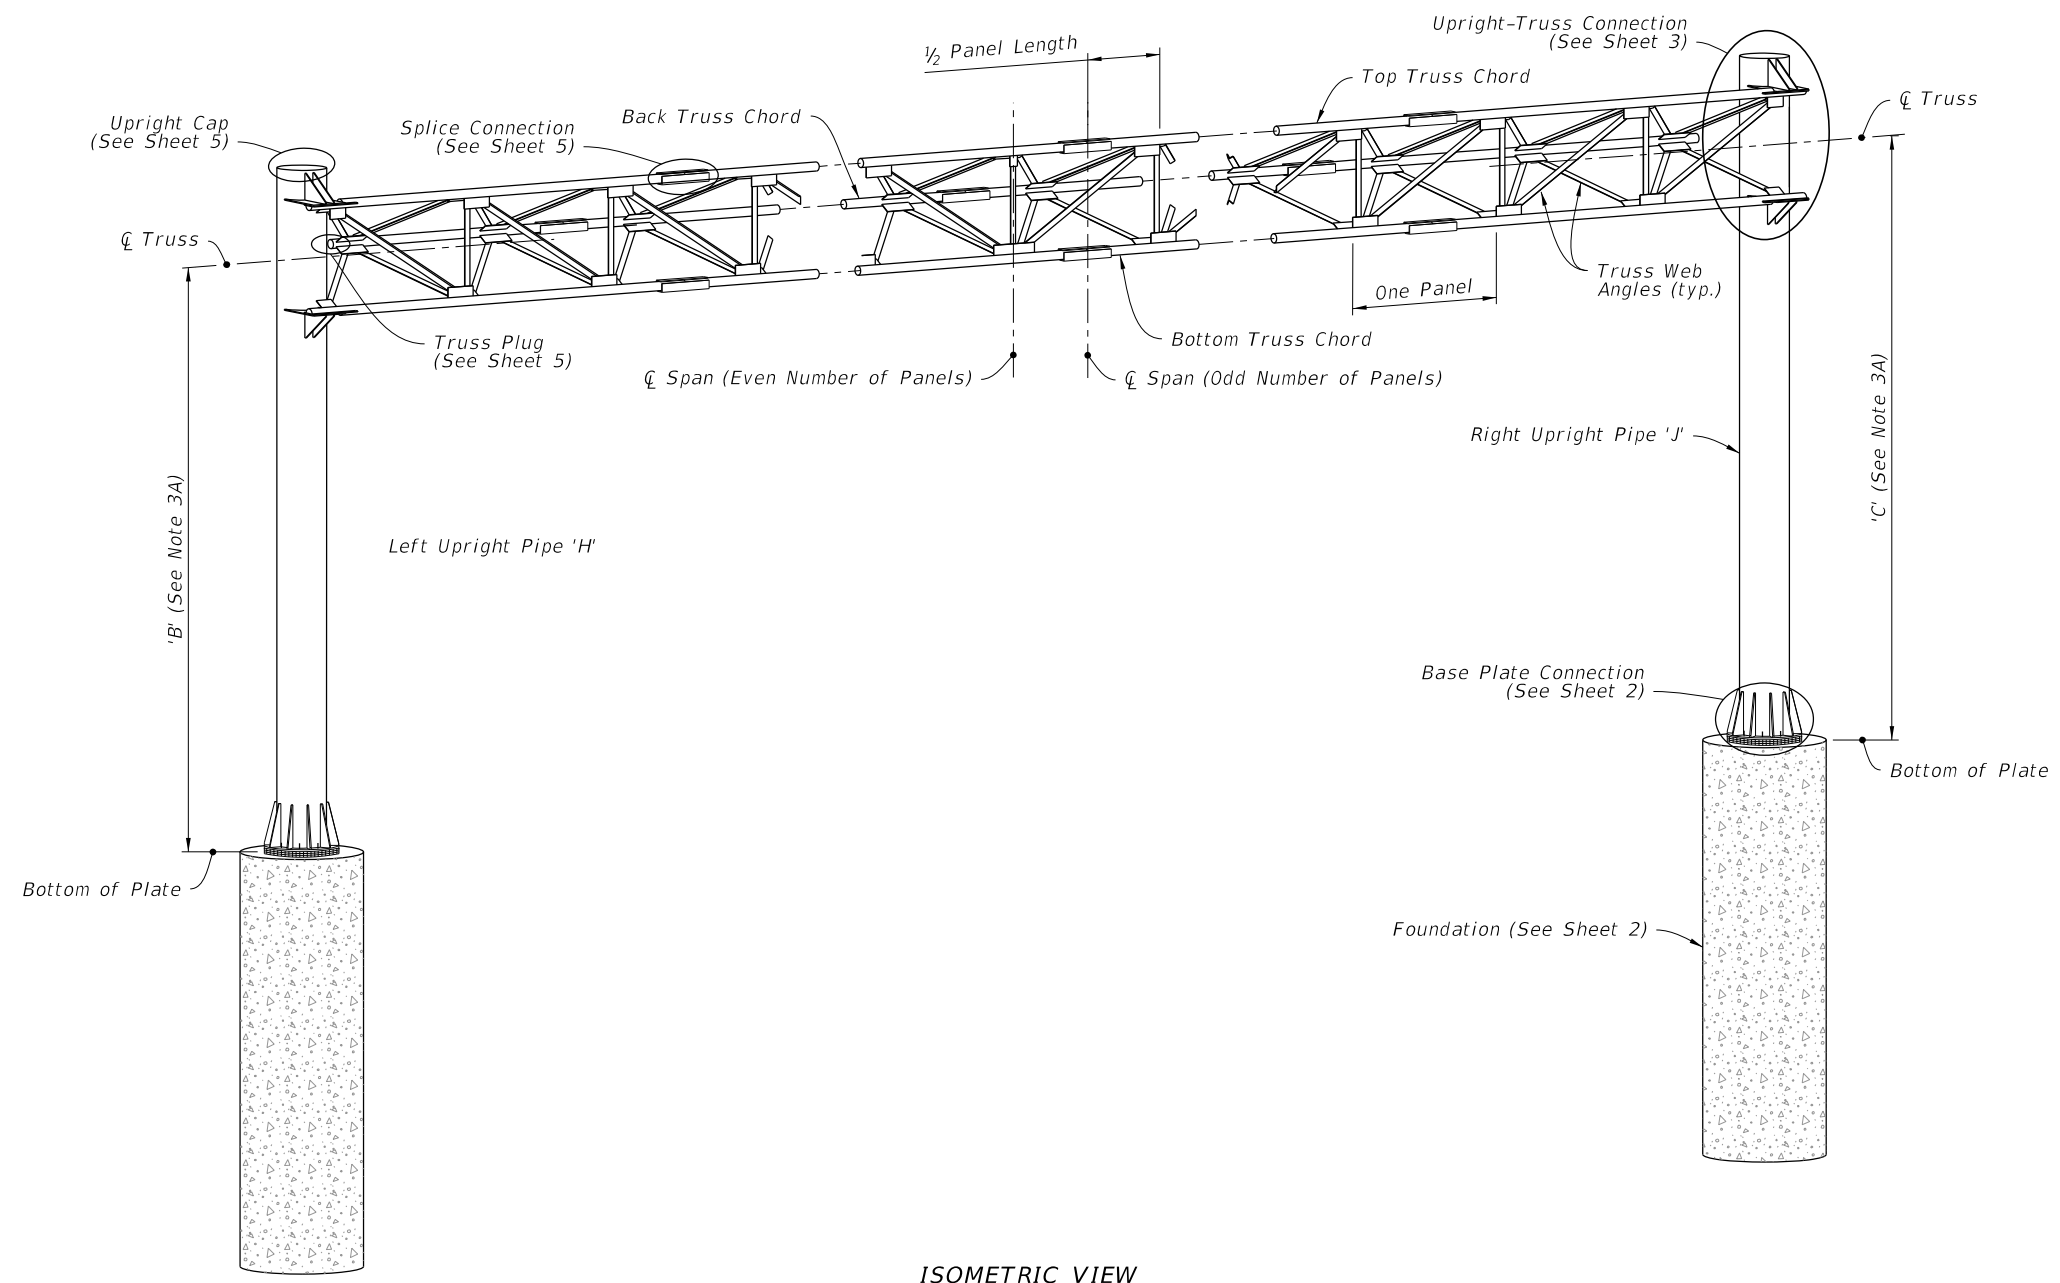 Upright-Truss Connection
(See Sheet 3)
½ Panel Length
Top Truss Chord
℄ Truss
Back Truss Chord
Upright Cap
(See Sheet 5)
Splice Connection
(See Sheet 5)
℄ Truss
Truss Web
Angles (typ.)
One Panel
Truss Plug
(See Sheet 5)
Bottom Truss Chord
℄ Span (Even Number of Panels)
℄ Span (Odd Number of Panels)
Right Upright Pipe 'J'
'C' (See Note 3A)
'B' (See Note 3A)
Left Upright Pipe 'H'
Base Plate Connection
(See Sheet 2)
Bottom of Plate
Bottom of Plate
Foundation (See Sheet 2)
ISOMETRIC VIEW